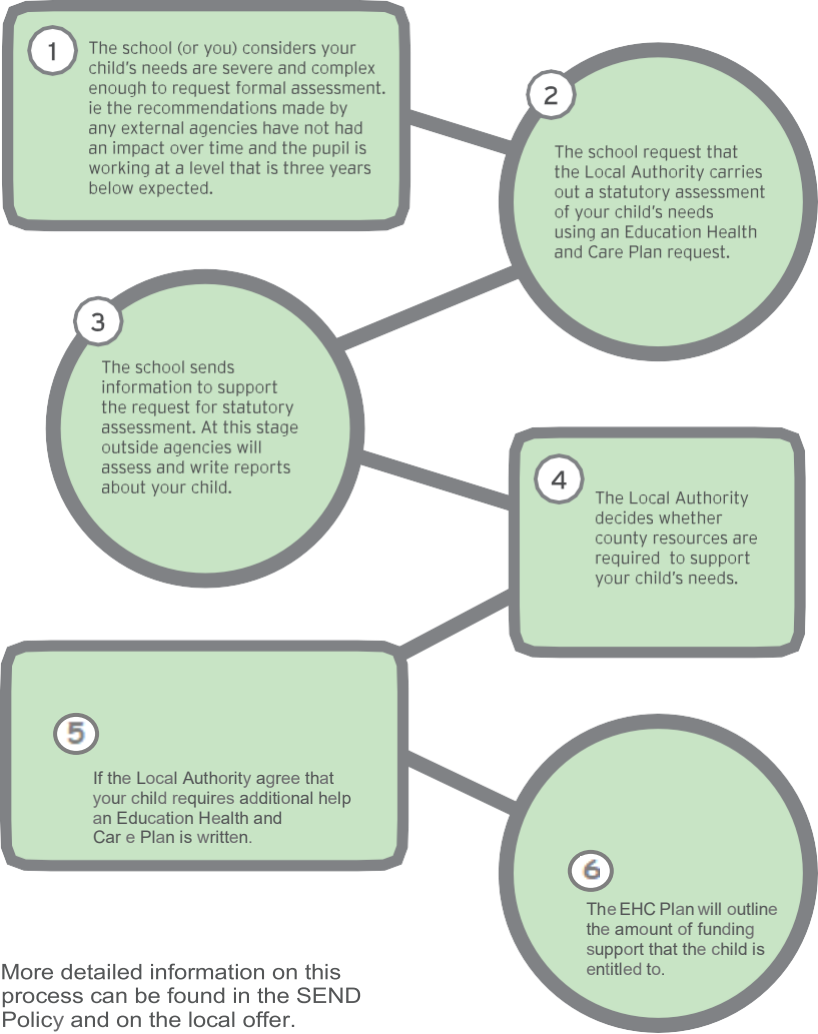 1
The school (or you) considers your
child's needs are severe and complex
enough to request formal assessment.
ie the recommendations made by
any external agencies have not had
an impact over time and the pupil is
working at a level that is three years
below expected.
2
The school request that
the Local Authority carries
out a statutory assessment
of your child's needs
using an Education Health
and Care Plan request.
3
The school sends
information to support
the request for statutory
assessment. At this stage
outside agencies will
assess and write reports
about your child.
4
The Local Authority
decides whether
county resources are
required to support
your child's needs.
5
If the Local Authority agree that
your child requires additional help
an Education Health and
Car e Plan is written.
6
The EHC Plan will outline
the amount of funding
support that the child is
entitled to.
More detailed information on this
process can be found in the SEND
Policy and on the local offer.